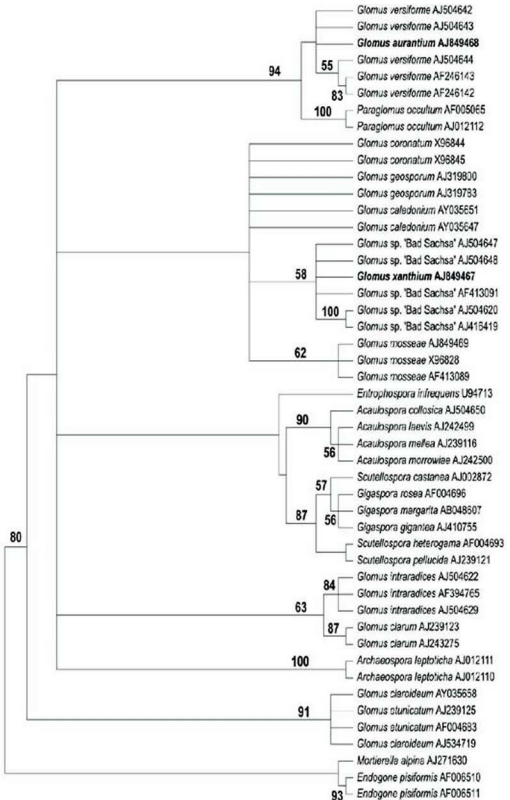 Glomus versiforme AJ504642
Glomus versiforme AJ504643
Glomus aurantium AJ849468
94
55
Glomus versiforme AJ504644
Glomus versiforme AF246143
Glomus versiforme AF246142
83
100
Paraglomus occultum AF005065
Paraglomus occultum AJ012112
Glomus coronatum X96844
Glomus coronatum X96845
Glomus geosporum AJ319800
Glomus geosporum AJ319783
Glomus caledonium AY035651
Glomus caledonium AY035647
Glomus sp. 'Bad Sachsa' AJ504647
Glomus sp. 'Bad Sachsa' AJ504648
58
Glomus xanthium AJ849467
Glomus sp. 'Bad Sachsa' AF413091
100
Glomus sp. 'Bad Sachsa' AJ504620
Glomus sp. 'Bad Sachsa' AJ416419
Glomus mosseae AJ849469
62
Glomus mosseae X96828
Glomus mosseae AF413089
Entrophospora infrequens U94713
Acaulospora collosica AJ504650
90
Acaulospora laevis AJ242499
Acaulospora mellea AJ239116
56
Acaulospora morrowiae AJ242500
Scutellospora castanea AJ002872
57
Gigaspora rosea AF004696
87
Gigaspora margarita AB048607
56
Gigaspora gigantea AJ410755
Scutellospora heterogama AF004693
80
Scutellospora pellucida AJ239121
Glomus intraradices AJ504622
84
Glomus intraradices AF394765
63
Glomus intraradices AJ504629
87
Glomus clarum AJ239123
Glomus clarum AJ243275
100
Archaeospora leptoticha AJ012111
Archaeospora leptoticha AJ012110
Glomus claroideum AY035658
91
Glomus etunicatum AJ239125
Glomus etunicatum AF004683
Glomus claroideum AJ534719
Mortierella alpina AJ271630
Endogone pisiformis AF006510
93
Endogone pisiformis AF006511